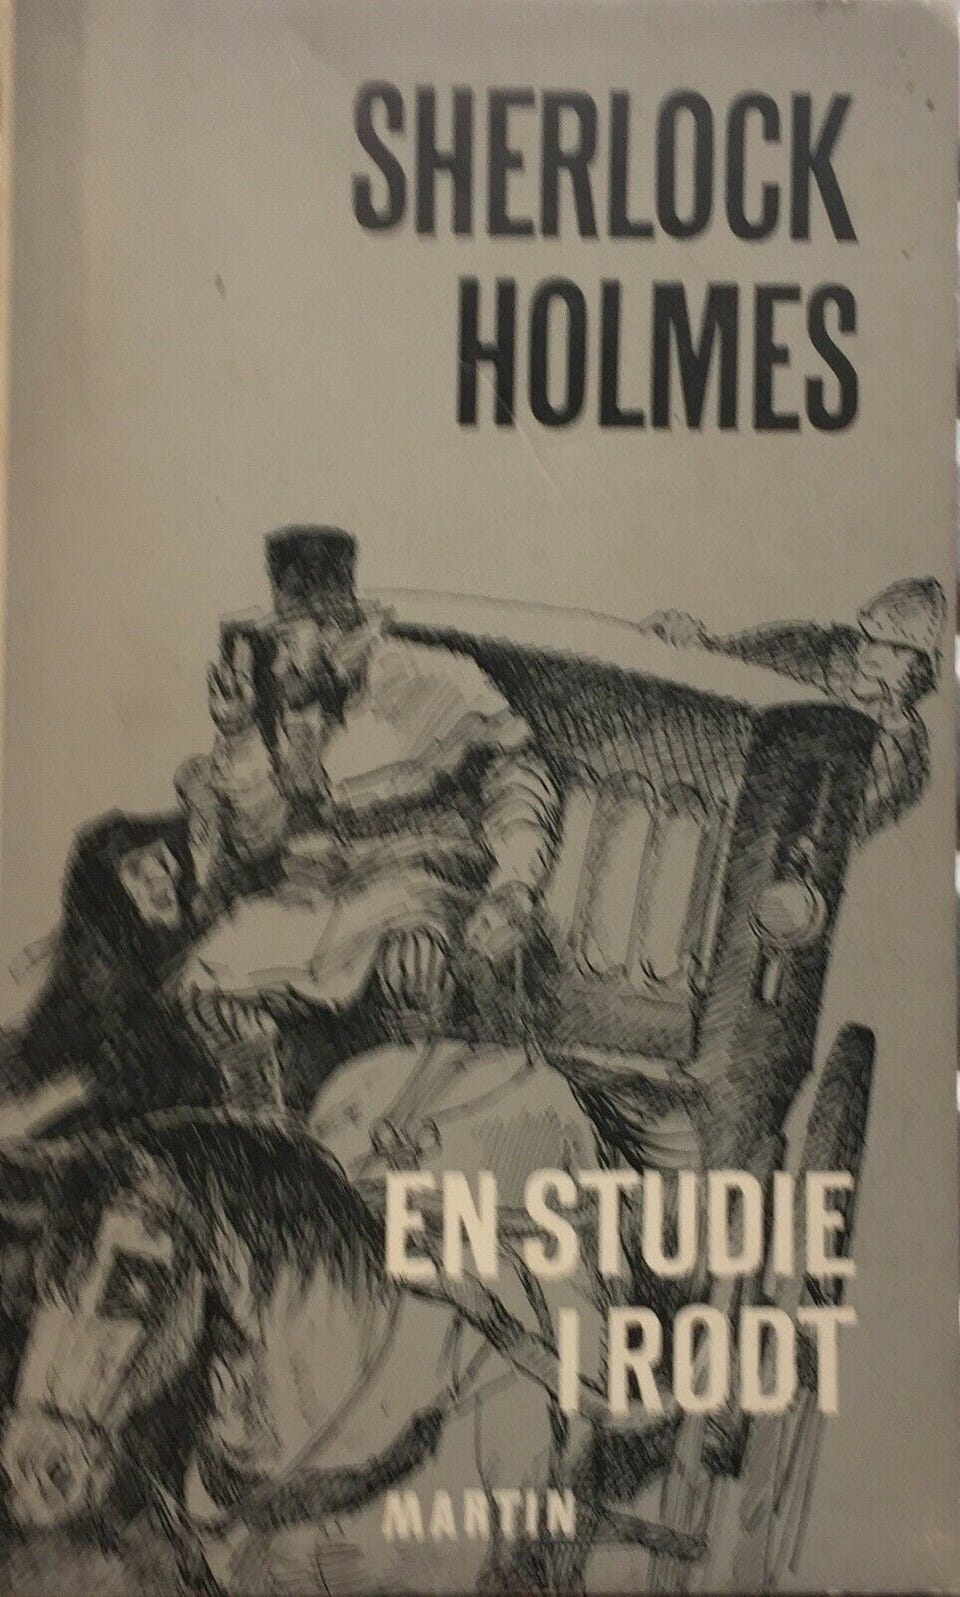 SHERLOCK
HOLMES
EN STUDIE
I RØDT
MARTIN